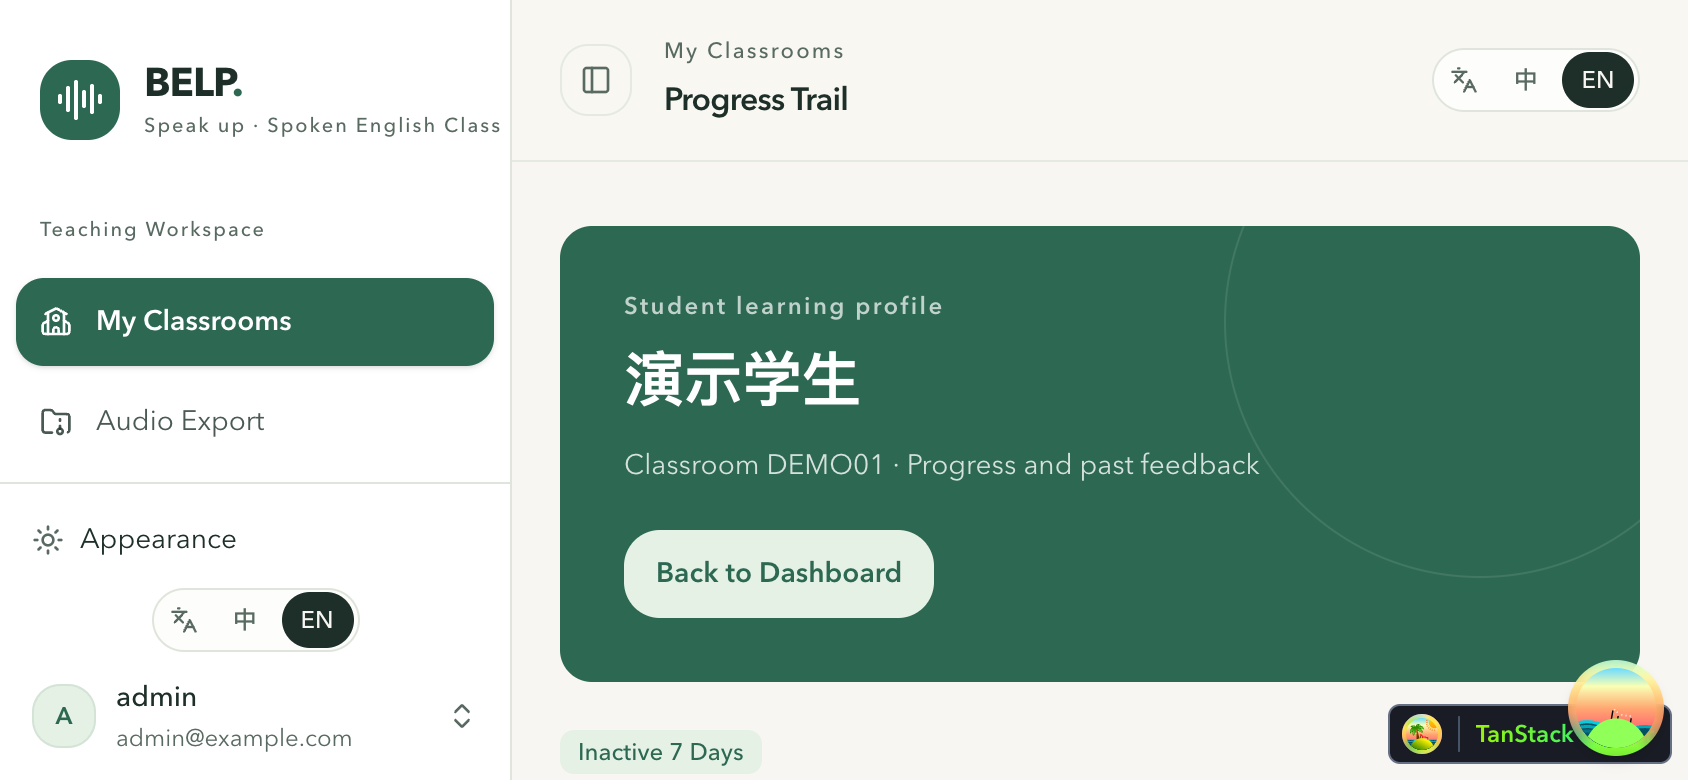 BELP.
Speak up · Spoken English Class
Teaching Workspace
My Classrooms
Audio Export
Appearance
中
EN
A
admin
admin@example.com
My Classrooms
Progress Trail
中
EN
Student learning profile
演示学生
Classroom DEMO01 · Progress and past feedback
Back to Dashboard
Inactive 7 Days
TanStack